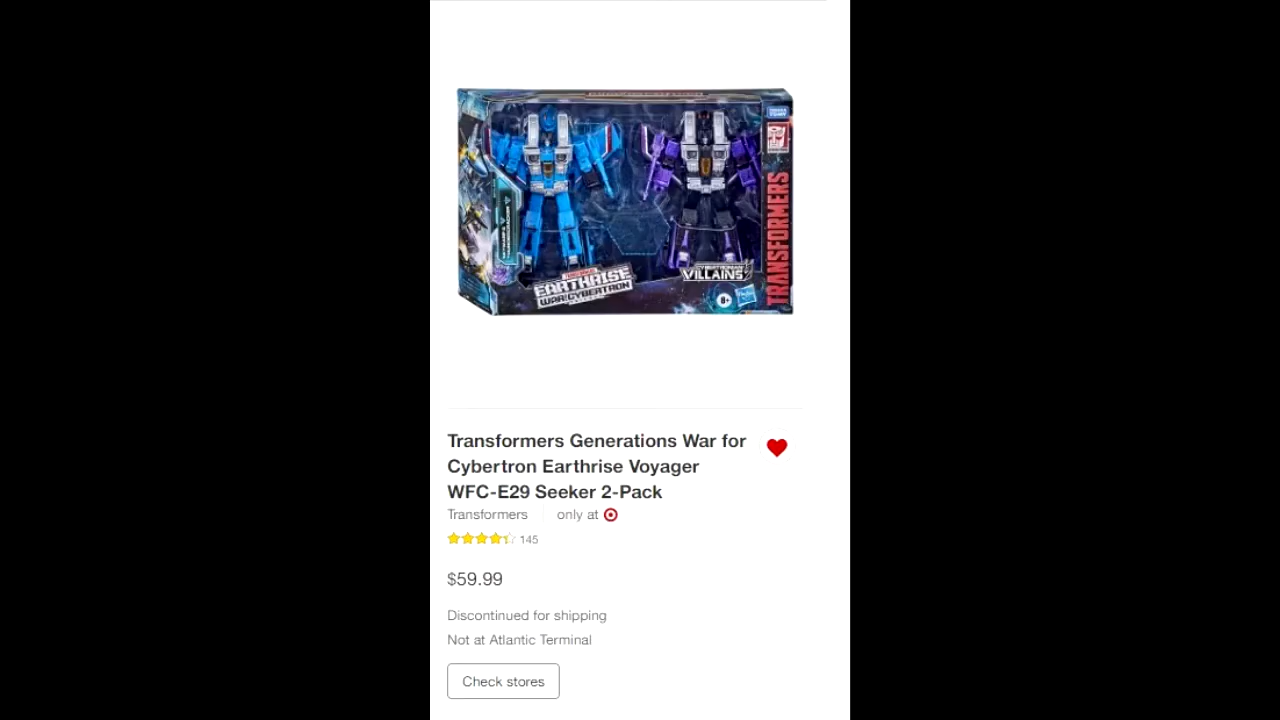 TRANSFORMERS
EARTHRISE
WAR FOR CYBERTRON
VILLAINS
8+
Transformers Generations War for
Cybertron Earthrise Voyager
WFC-E29 Seeker 2-Pack
Transformers
only at
145
$59.99
Discontinued for shipping
Not at Atlantic Terminal
Check stores